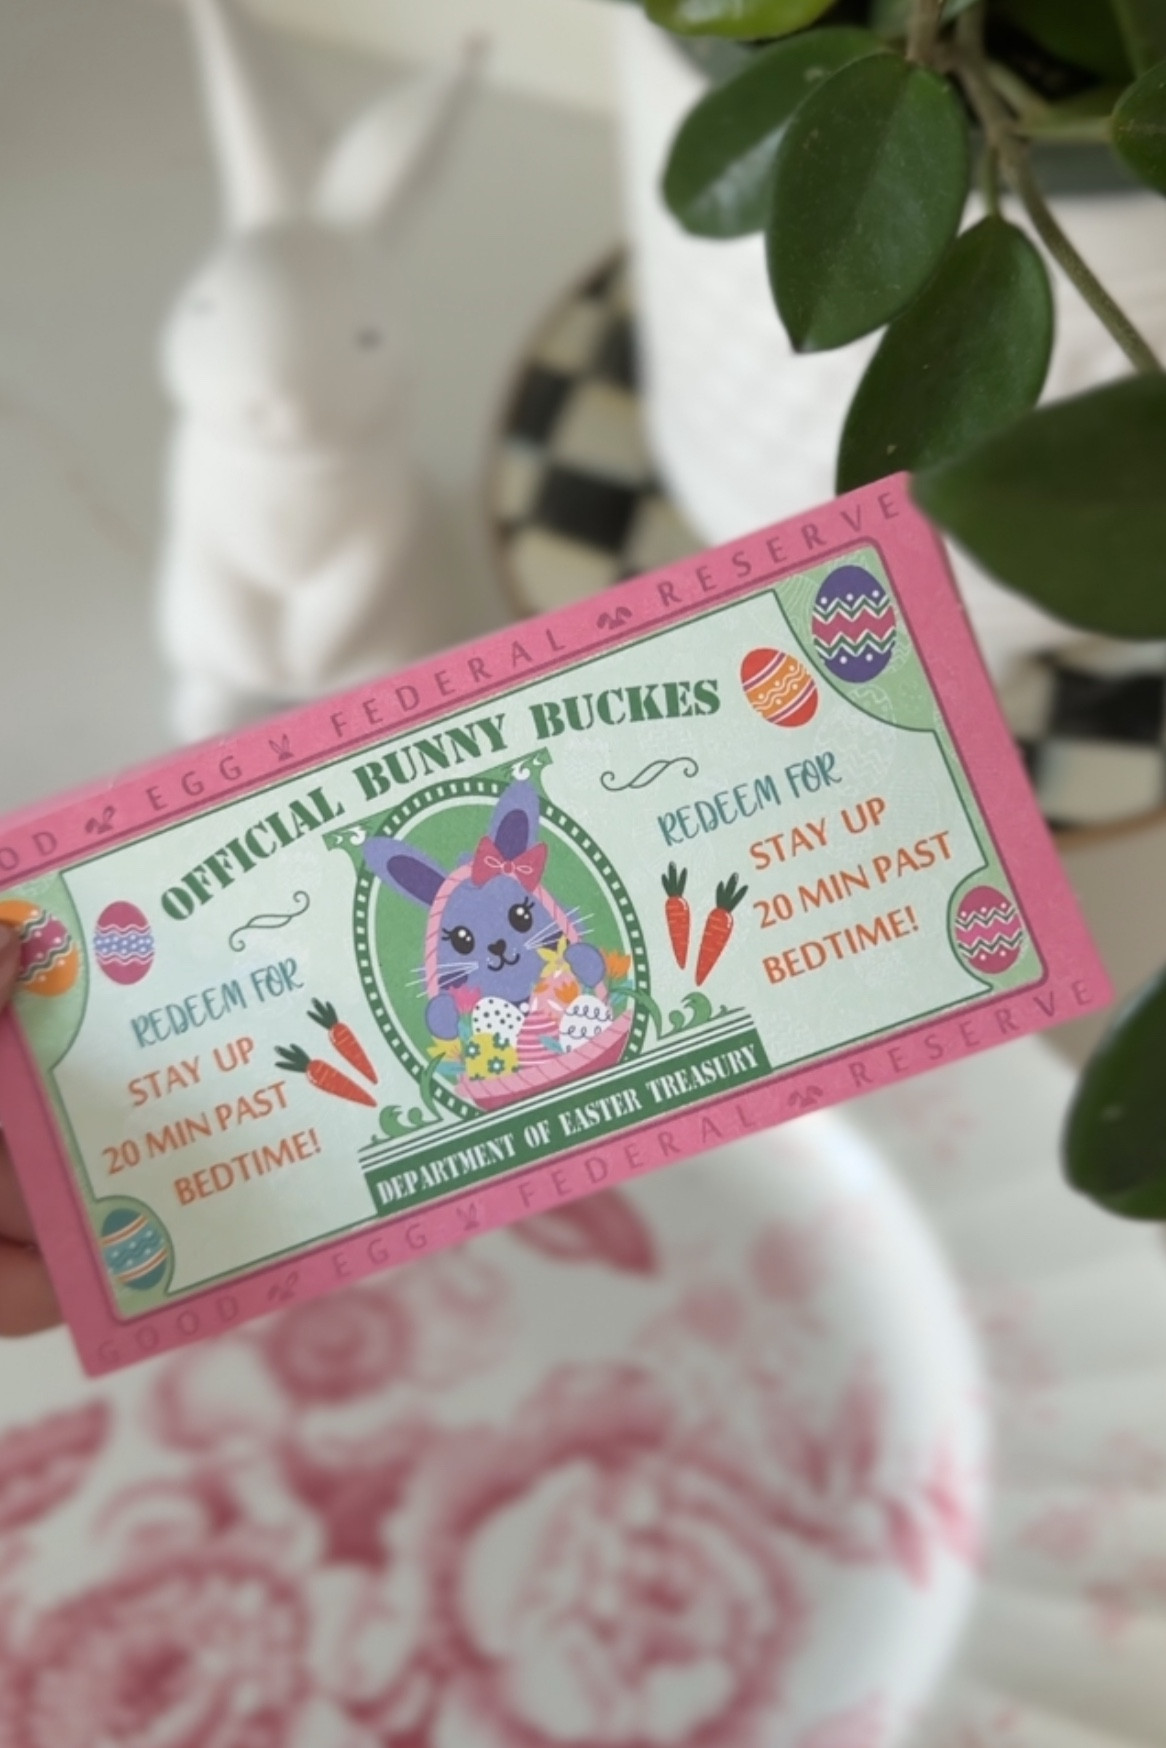 OD EGG FEDERAL RESERVE
OFFICIAL BUNNY BUCKES
REDEEM FOR
STAY UP
20 MIN PAST
BEDTIME!
REDEEM FOR
STAY UP
20 MIN PAST
BEDTIME!
DEPARTMENT OF EASTER TREASURY
GOOD EGG FEDERAL RESERVE